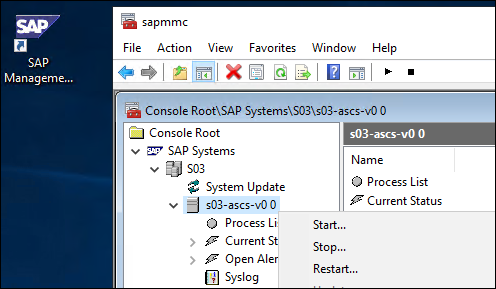 SAP
SAP
Manageme...
sapmmc
File Action View Favorites Window Help
Console Root\SAP Systems\S03\s03-ascs-v0 0
Console Root
SAP Systems
S03
System Update
s03-ascs-v0 0
Process Li
Current St
Open Aler
Syslog
s03-ascs-v0 0
Name
Process List
Current Status
Start...
Stop...
Restart...